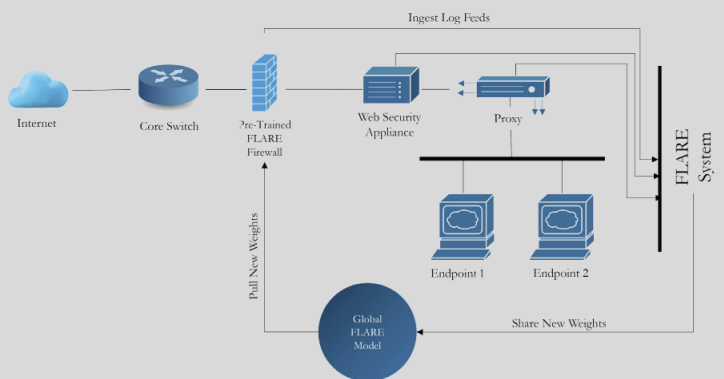 Ingest Log Feeds
Internet
Core Switch
Pre-Trained
FLARE
Firewall
Web Security
Appliance
Proxy
FLARE
System
Endpoint 1
Endpoint 2
Pull New Weights
Global
FLARE
Model
Share New Weights